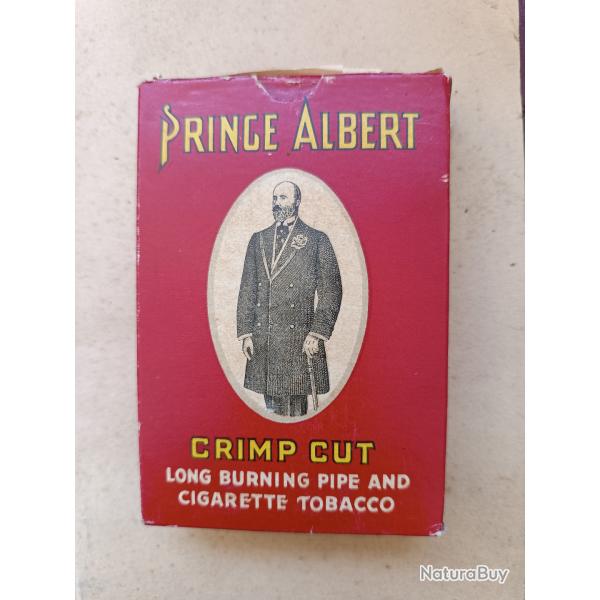 PRINCE ALBERT
CRIMP CUT
LONG BURNING PIPE AND
CIGARETTE TOBACCO
NaturaBuy